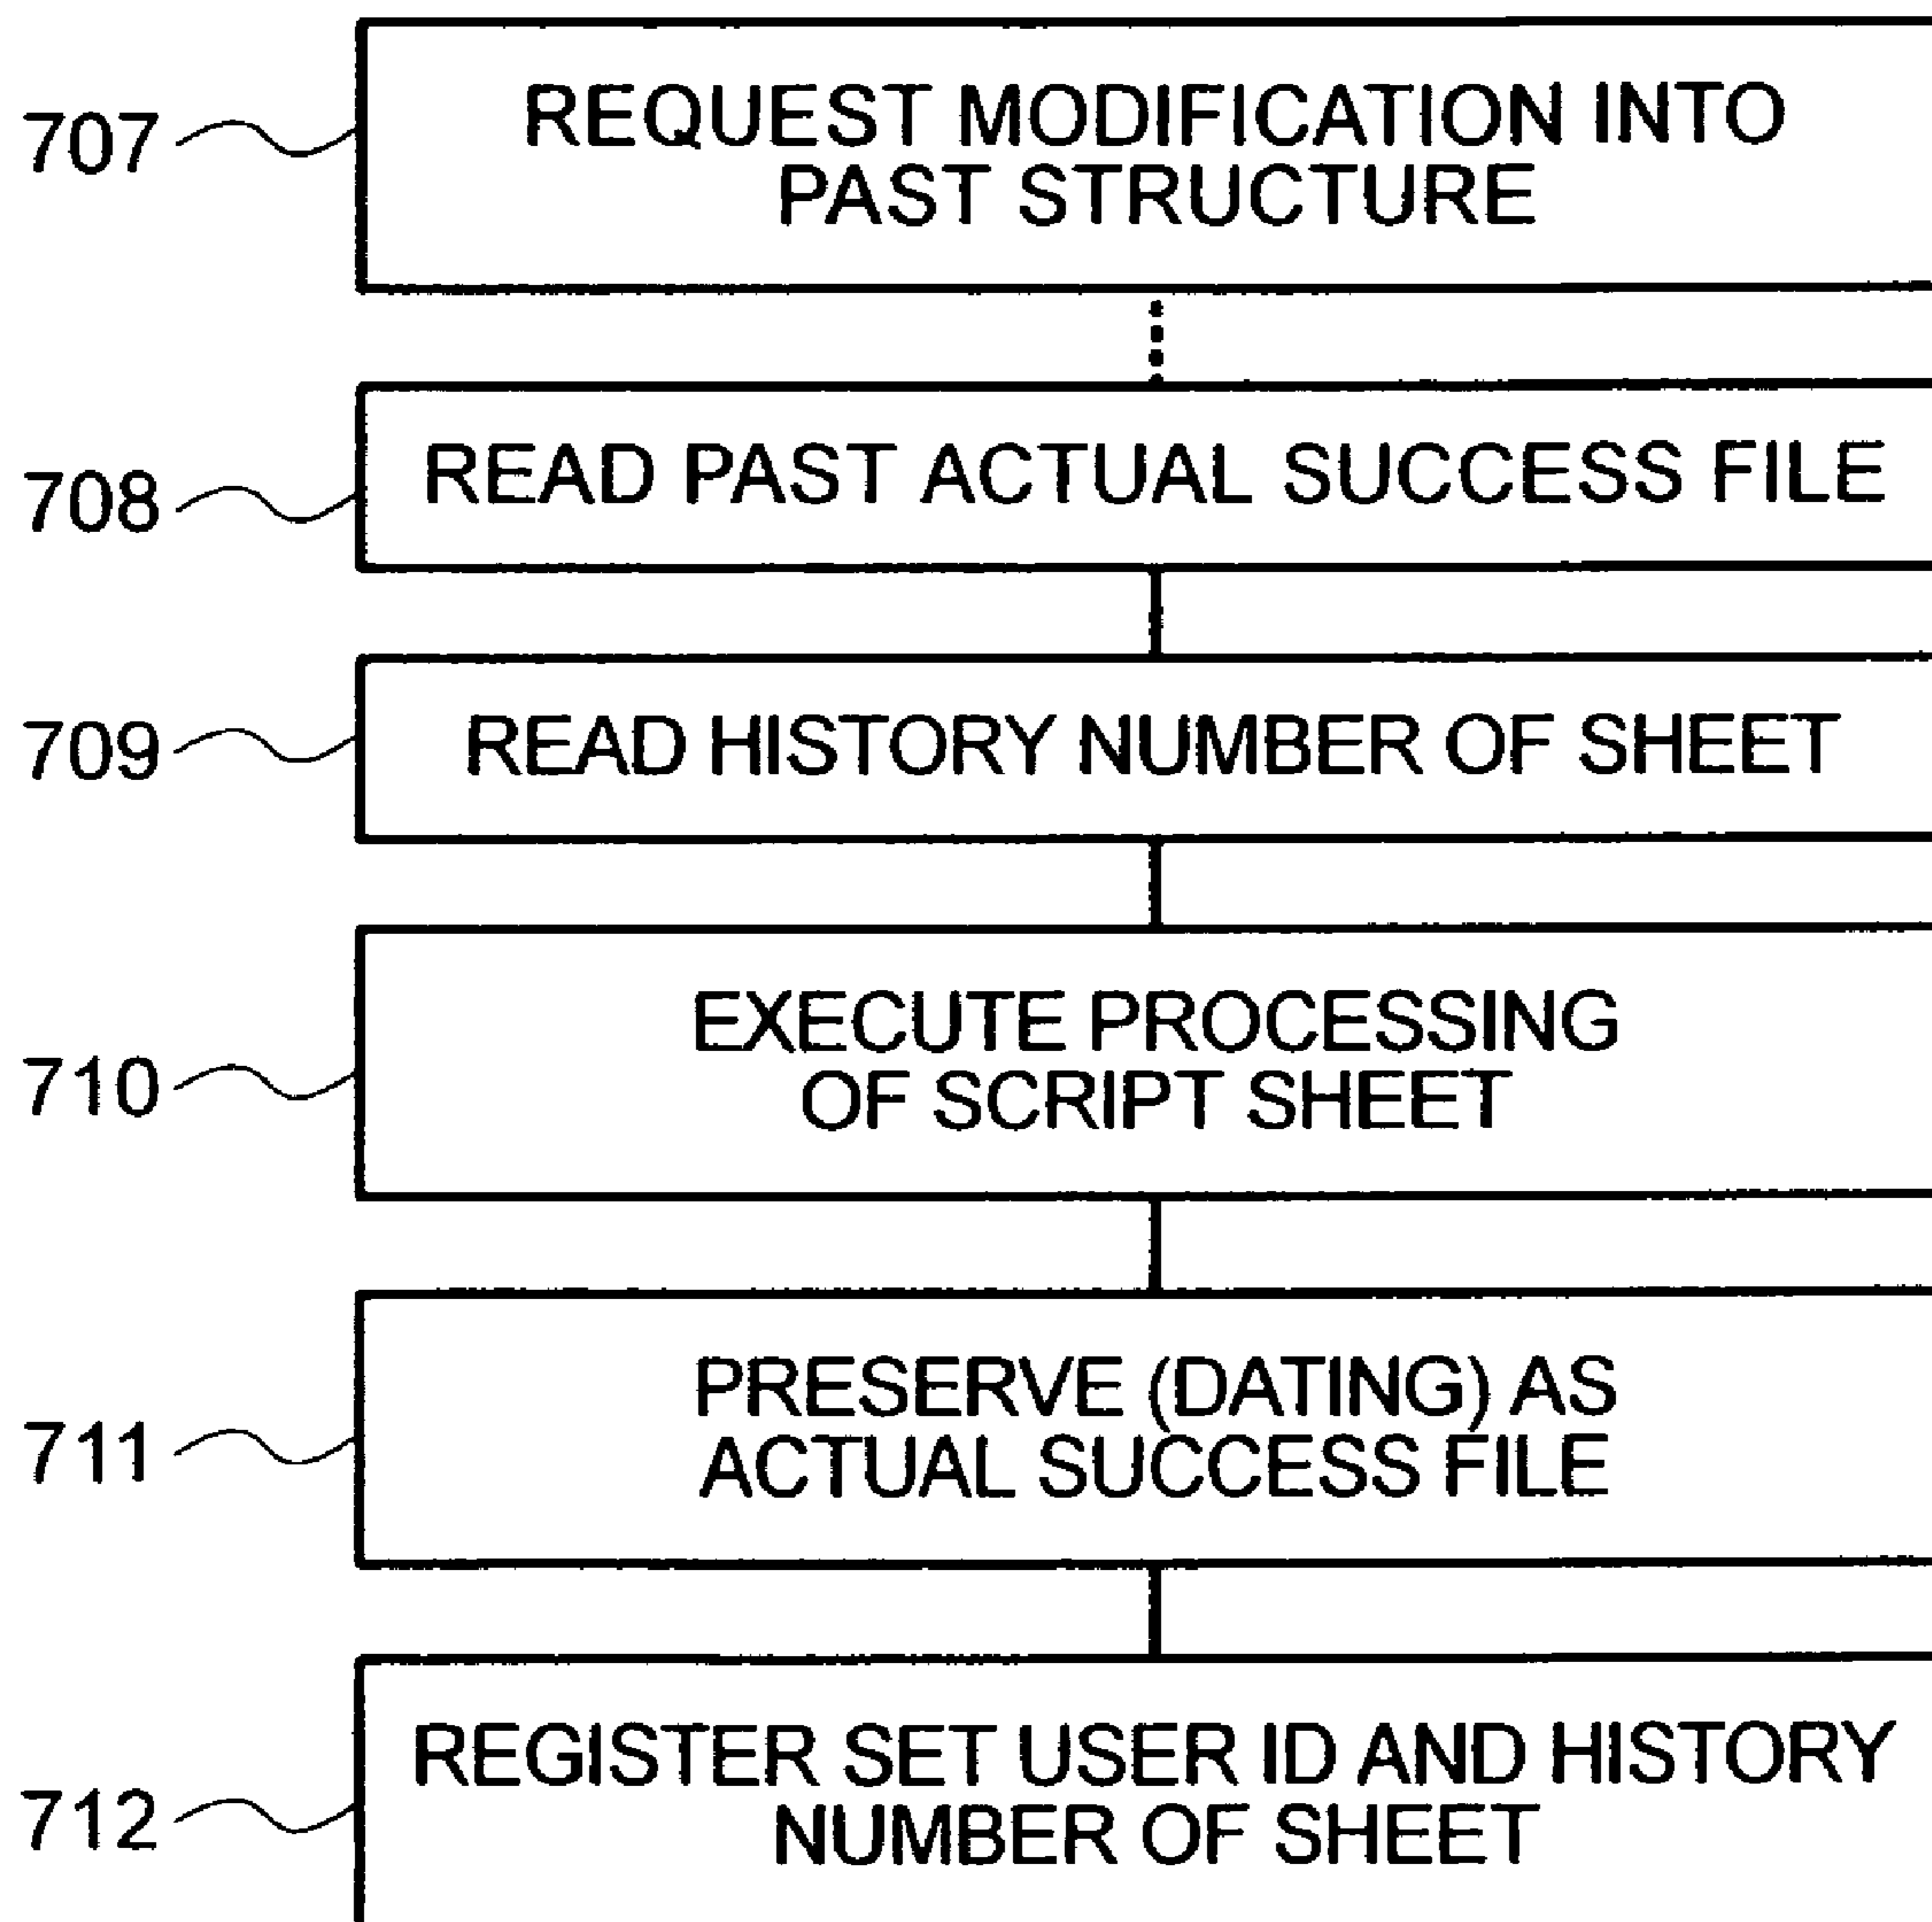 707
REQUEST MODIFICATION INTO
PAST STRUCTURE
708
READ PAST ACTUAL SUCCESS FILE
709
READ HISTORY NUMBER OF SHEET
710
EXECUTE PROCESSING
OF SCRIPT SHEET
711
PRESERVE (DATING) AS
ACTUAL SUCCESS FILE
712
REGISTER SET USER ID AND HISTORY
NUMBER OF SHEET